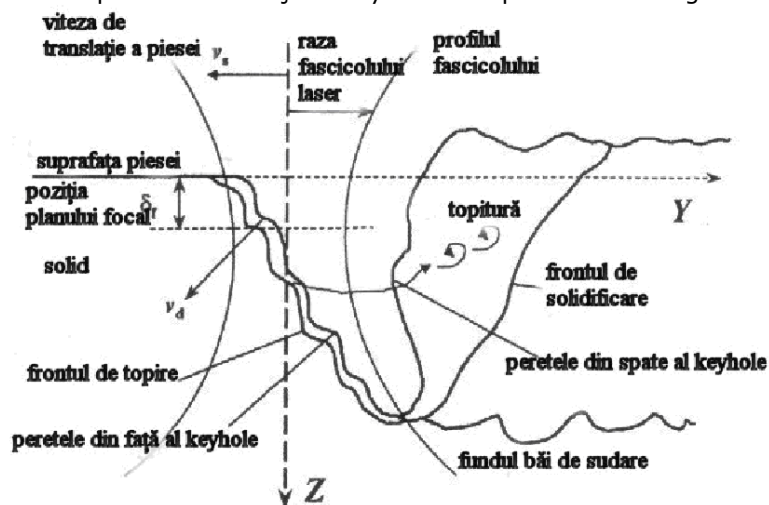 viteza de
translație a piesei
v_s
raza
fascicolului
laser
profilul
fascicolului
suprafața piesei
poziția
planului focal
δ_f
solid
v_d
topitură
Y
frontul de
solidificare
frontul de topire
peretele din spate al keyhole
peretele din față al keyhole
fundul băi de sudare
Z